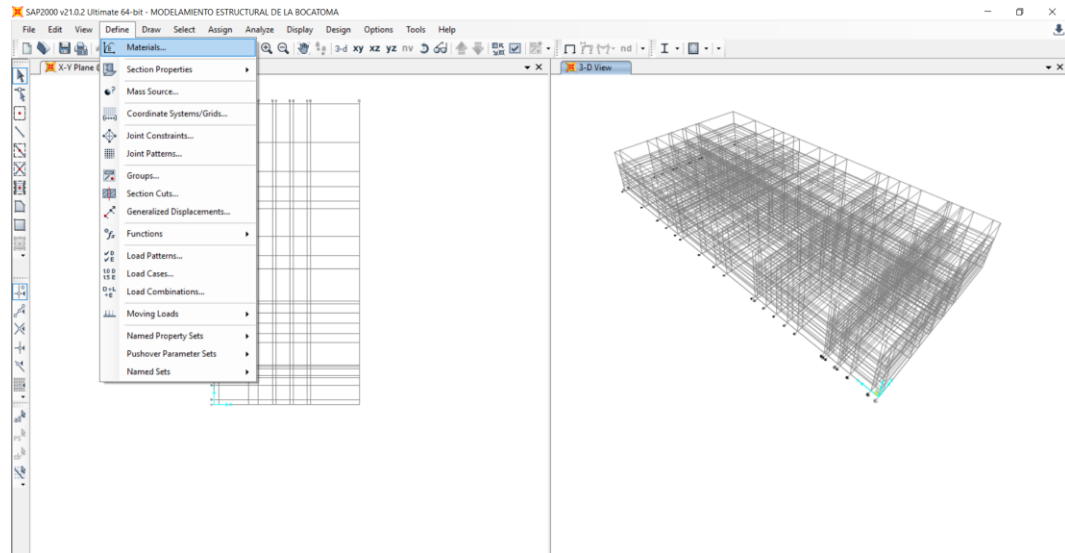 SAP2000 v21.0.2 Ultimate 64-bit - MODELAMIENTO ESTRUCTURAL DE LA BOCATOMA
File Edit View Define Draw Select Assign Analyze Display Design Options Tools Help
3-d xy xz yz nv nd
X-Y Plane
3-D View
Materials...
Section Properties
Mass Source...
Coordinate Systems/Grids...
Joint Constraints...
Joint Patterns...
Groups...
Section Cuts...
Generalized Displacements...
Functions
Load Patterns...
Load Cases...
Load Combinations...
Moving Loads
Named Property Sets
Pushover Parameter Sets
Named Sets